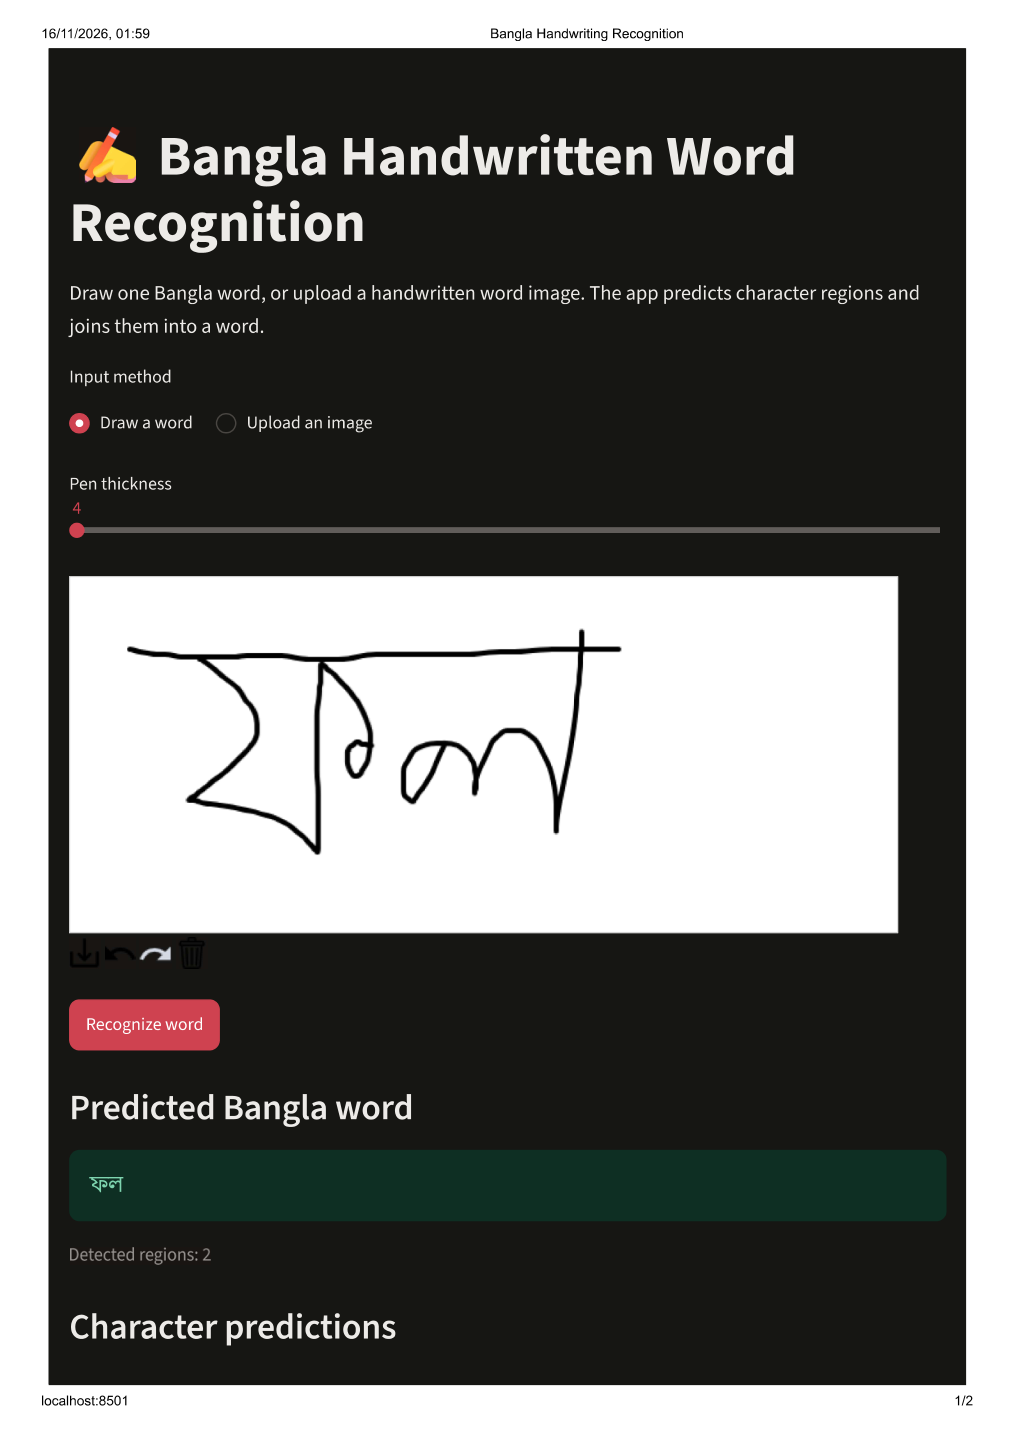 16/11/2026, 01:59 Bangla Handwriting Recognition
✍️ Bangla Handwritten Word
Recognition
Draw one Bangla word, or upload a handwritten word image. The app predicts character regions and
joins them into a word.
Input method
Draw a word Upload an image
Pen thickness
4
ফল
Recognize word
Predicted Bangla word
ফল
Detected regions: 2
Character predictions
localhost:8501 1/2